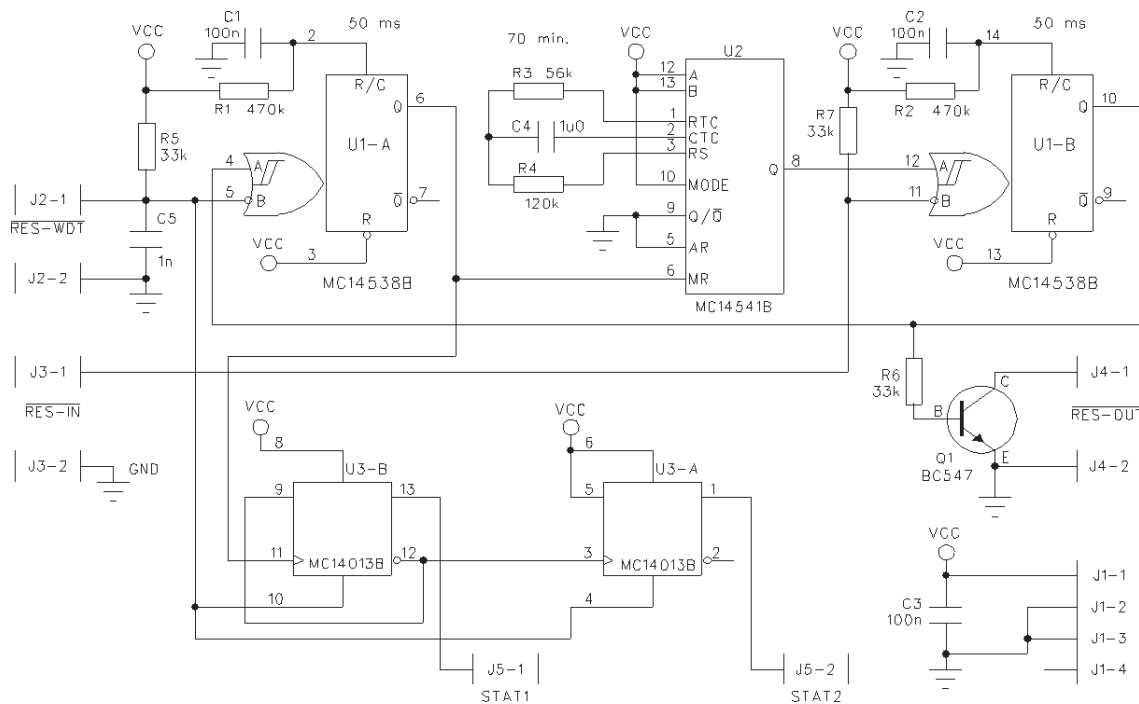 C1
100n
50 ms
VCC
2
R/C
R1 470k
Q 6
U1-A
R5
33k
4 A
5 B
Q 7
R
VCC
3
MC14538B
J2-1
RES-WDT
C5
1n
J2-2
70 min.
VCC
U2
R3 56k
C4 1u0
R4
120k
12 A
13 B
1 RTC
2 CTC
3 RS
10 MODE
9 Q/Q
5 AR
6 MR
Q 8
MC14541B
C2
100n
50 ms
VCC
14
R/C
R2 470k
R7
33k
Q 10
U1-B
12 A
11 B
Q 9
R
VCC
13
MC14538B
J3-1
RES-IN
J3-2
GND
VCC
8
U3-B
9
13
11
12
MC14013B
10
VCC
6
U3-A
5
1
3
2
MC14013B
4
J5-1
STAT1
J5-2
STAT2
R6
33k
B
C
E
Q1
BC547
J4-1
RES-OUT
J4-2
VCC
C3
100n
J1-1
J1-2
J1-3
J1-4